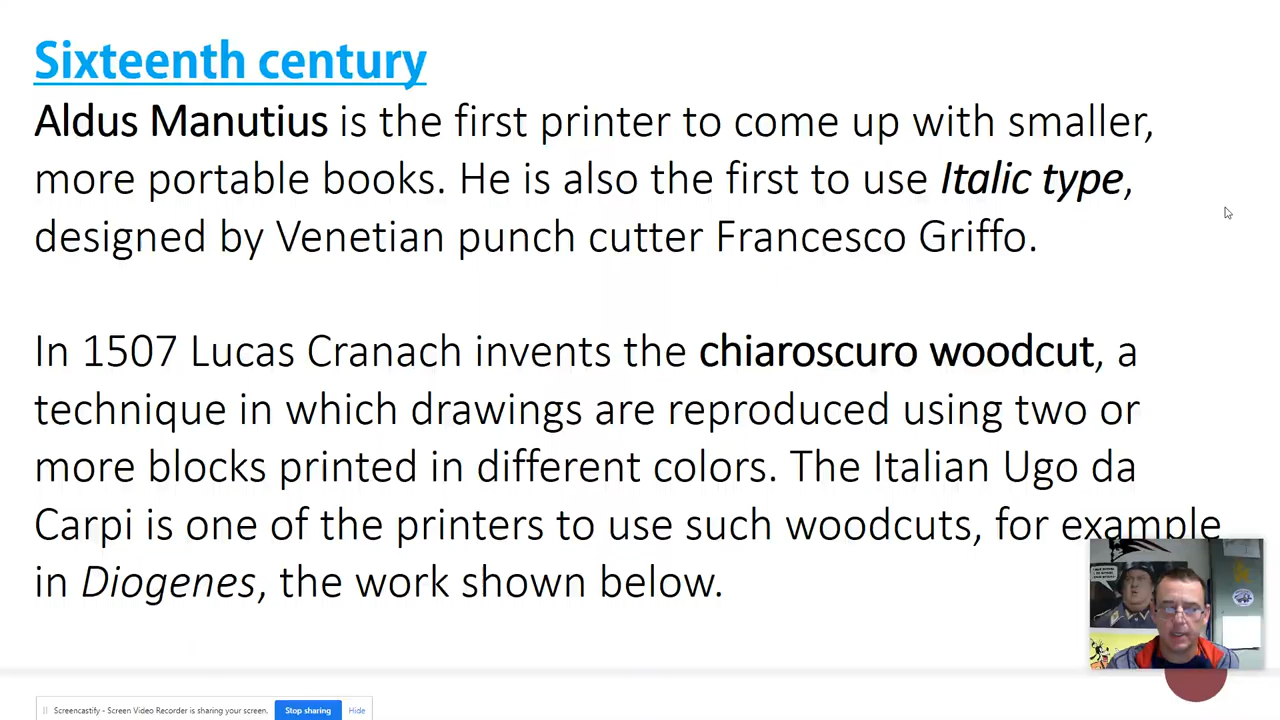 Sixteenth century
Aldus Manutius is the first printer to come up with smaller,
more portable books. He is also the first to use Italic type,
designed by Venetian punch cutter Francesco Griffo.
In 1507 Lucas Cranach invents the chiaroscuro woodcut, a
technique in which drawings are reproduced using two or
more blocks printed in different colors. The Italian Ugo da
Carpi is one of the printers to use such woodcuts, for example
in Diogenes, the work shown below.
Screencastify - Screen Video Recorder is sharing your screen.
Stop sharing
Hide